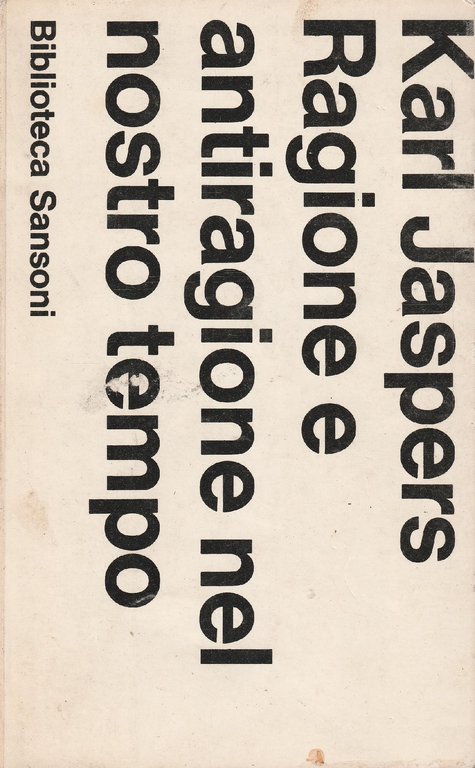 Karl Jaspers
Ragione e
antiragione nel
nostro tempo
Biblioteca Sansoni